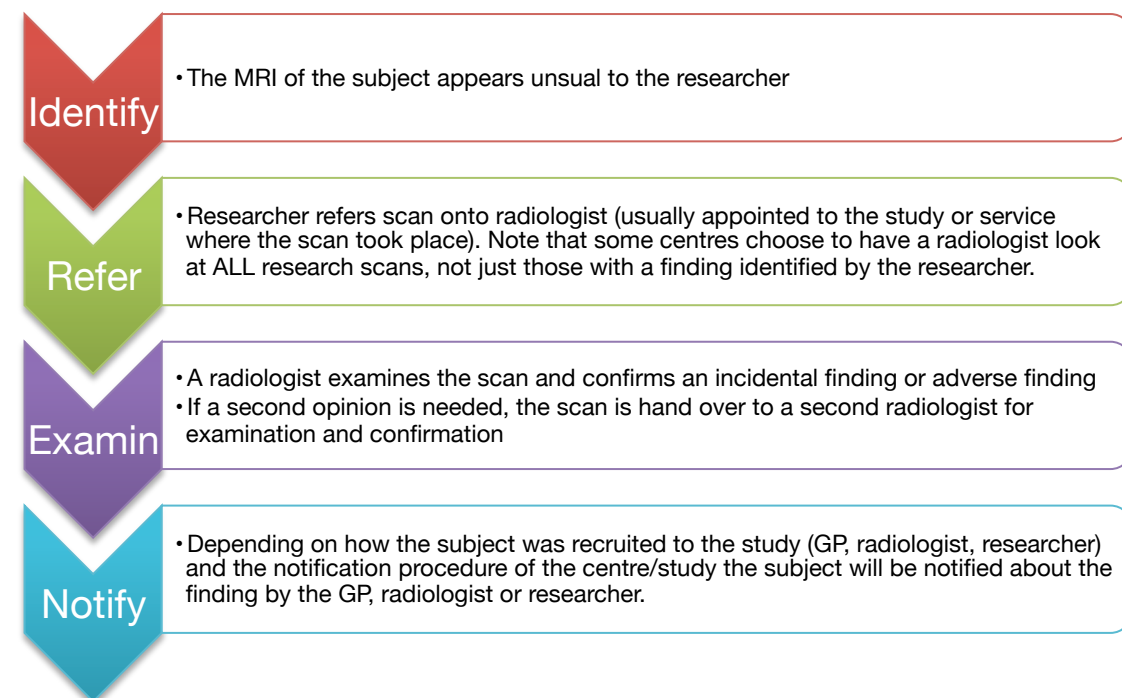 Identify
• The MRI of the subject appears unsual to the researcher
Refer
• Researcher refers scan onto radiologist (usually appointed to the study or service
where the scan took place). Note that some centres choose to have a radiologist look
at ALL research scans, not just those with a finding identified by the researcher.
Examin
• A radiologist examines the scan and confirms an incidental finding or adverse finding
• If a second opinion is needed, the scan is hand over to a second radiologist for
examination and confirmation
Notify
• Depending on how the subject was recruited to the study (GP, radiologist, researcher)
and the notification procedure of the centre/study the subject will be notified about the
finding by the GP, radiologist or researcher.